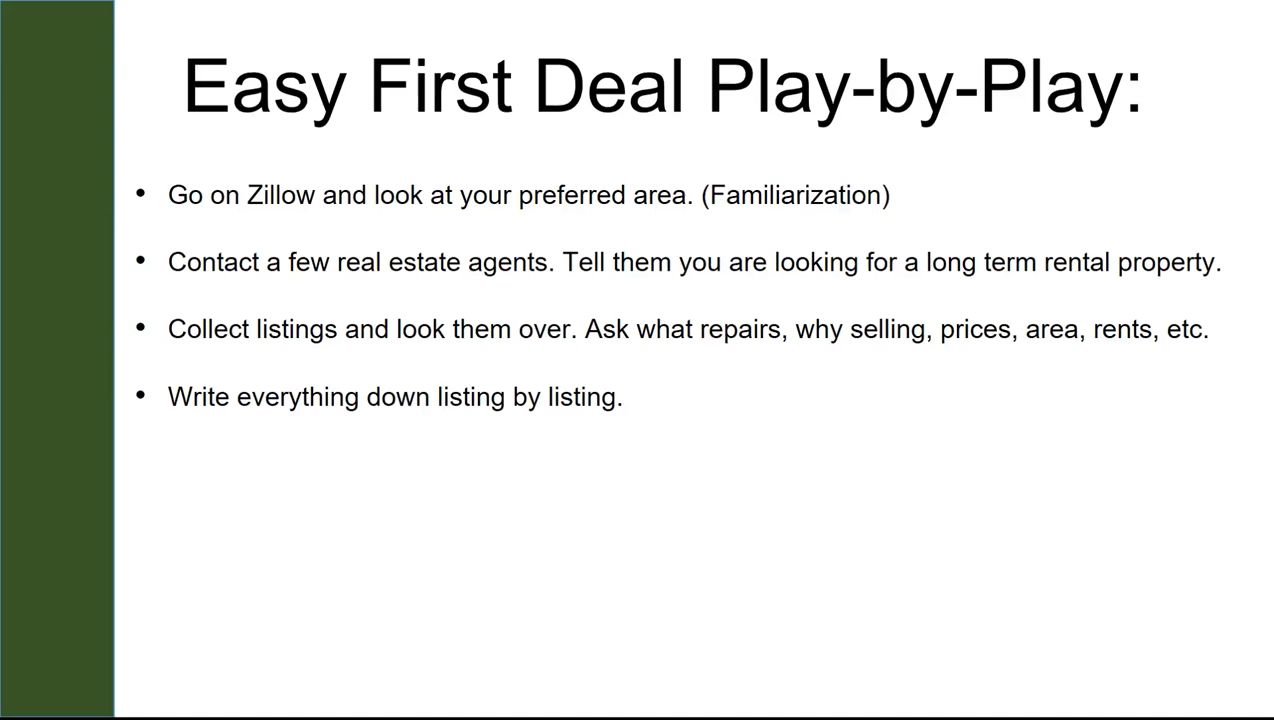 Easy First Deal Play-by-Play:
• Go on Zillow and look at your preferred area. (Familiarization)
• Contact a few real estate agents. Tell them you are looking for a long term rental property.
• Collect listings and look them over. Ask what repairs, why selling, prices, area, rents, etc.
• Write everything down listing by listing.